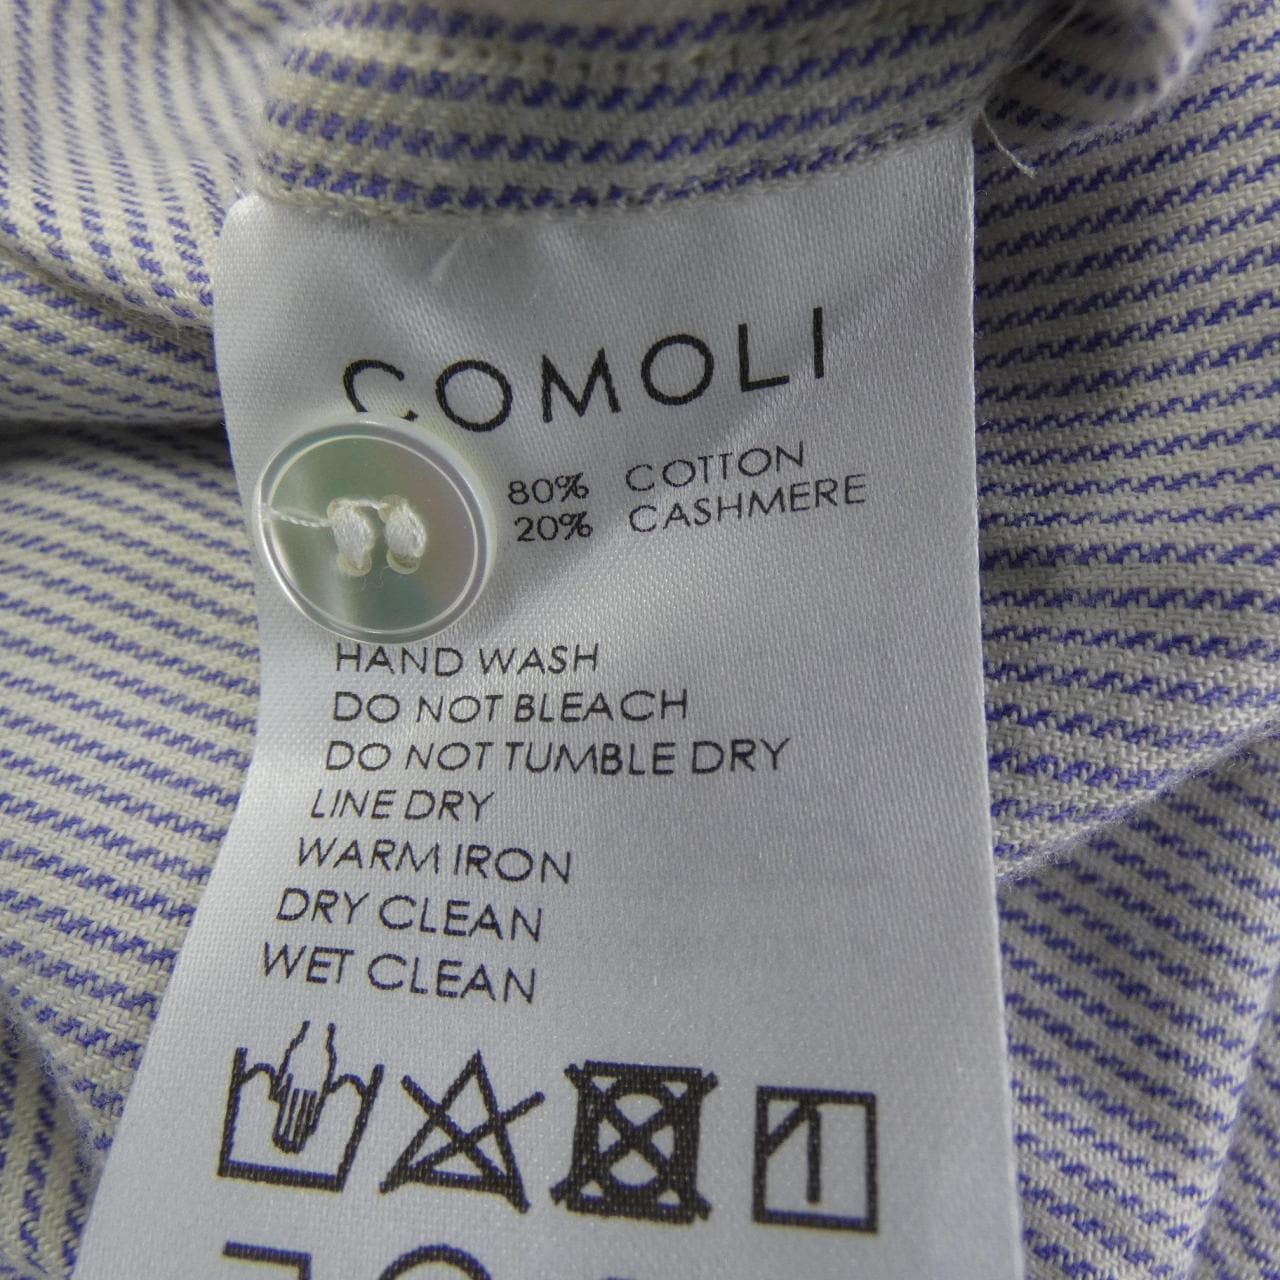 COMOLI
80% COTTON
20% CASHMERE
HAND WASH
DO NOT BLEACH
DO NOT TUMBLE DRY
LINE DRY
WARM IRON
DRY CLEAN
WET CLEAN